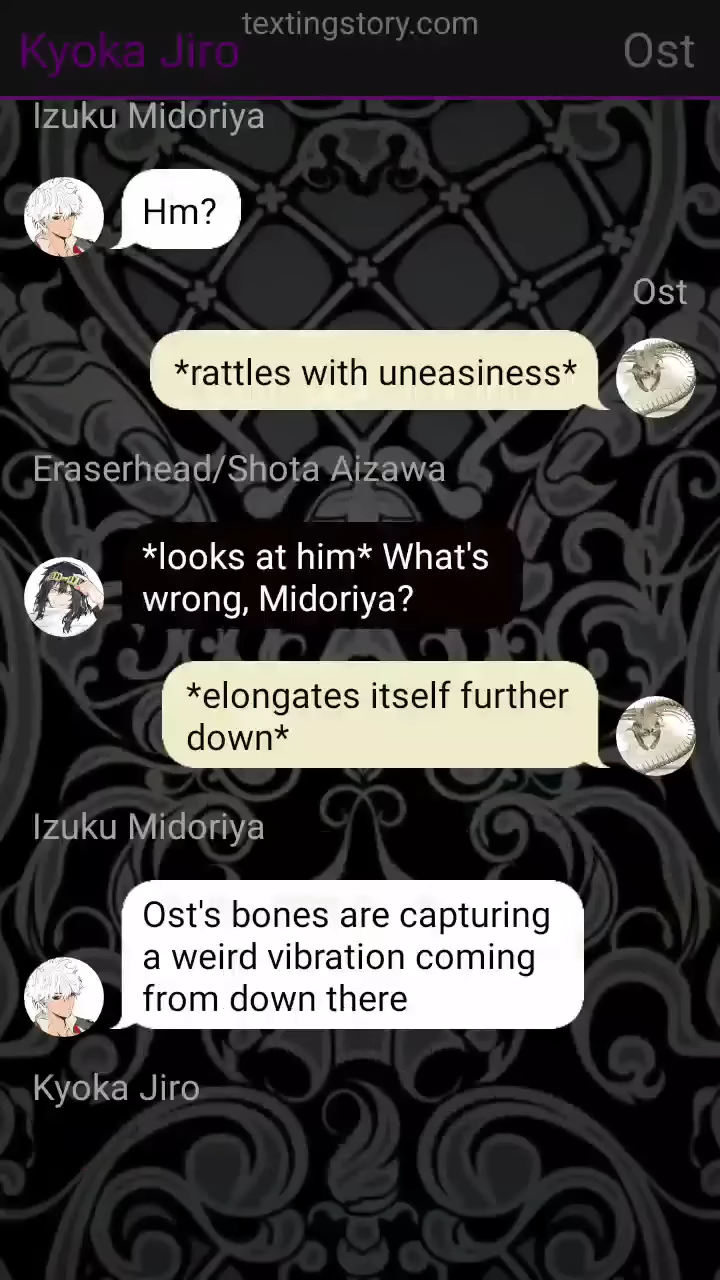 textingstory.com
Kyoka Jiro
Ost
Izuku Midoriya
Hm?
Ost
*rattles with uneasiness*
Eraserhead/Shota Aizawa
*looks at him* What's
wrong, Midoriya?
*elongates itself further
down*
Izuku Midoriya
Ost's bones are capturing
a weird vibration coming
from down there
Kyoka Jiro